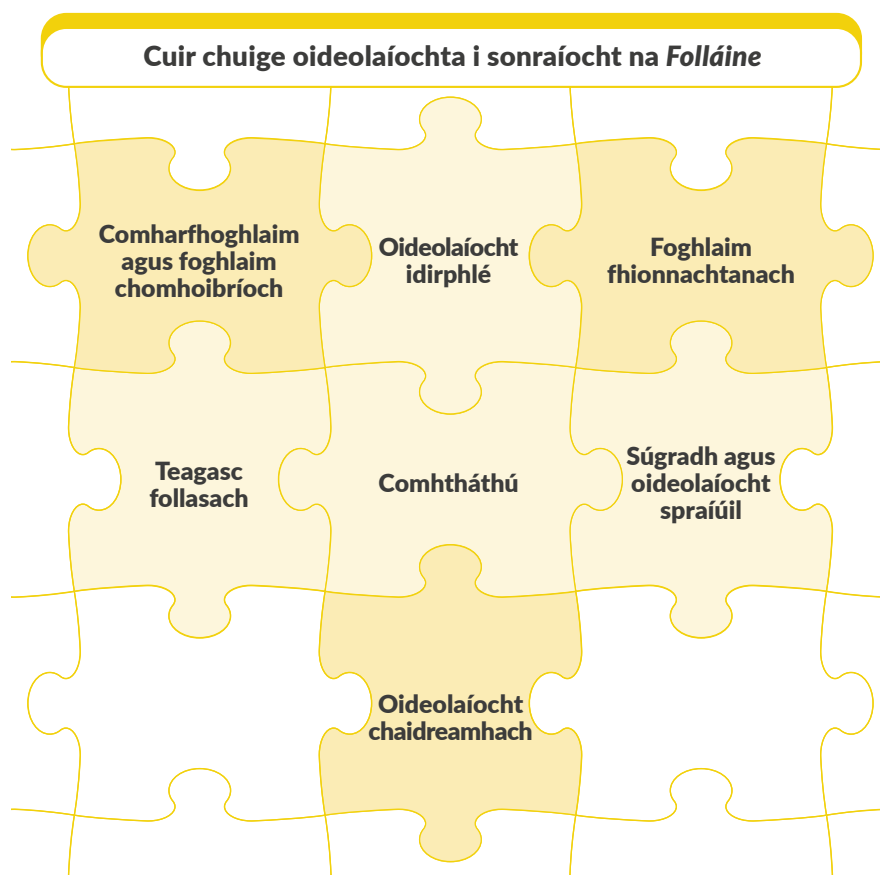 Cuir chuige oideolaíochta i sonraíocht na Folláine
Comharfhoghlaim
agus foghlaim
chomhoibríoch
Oideolaíocht
idirphlé
Foghlaim
fhionnachtanach
Teagasc
follasach
Comhtháthú
Súgradh agus
oideolaíocht
spraíúil
Oideolaíocht
chaidreamhach